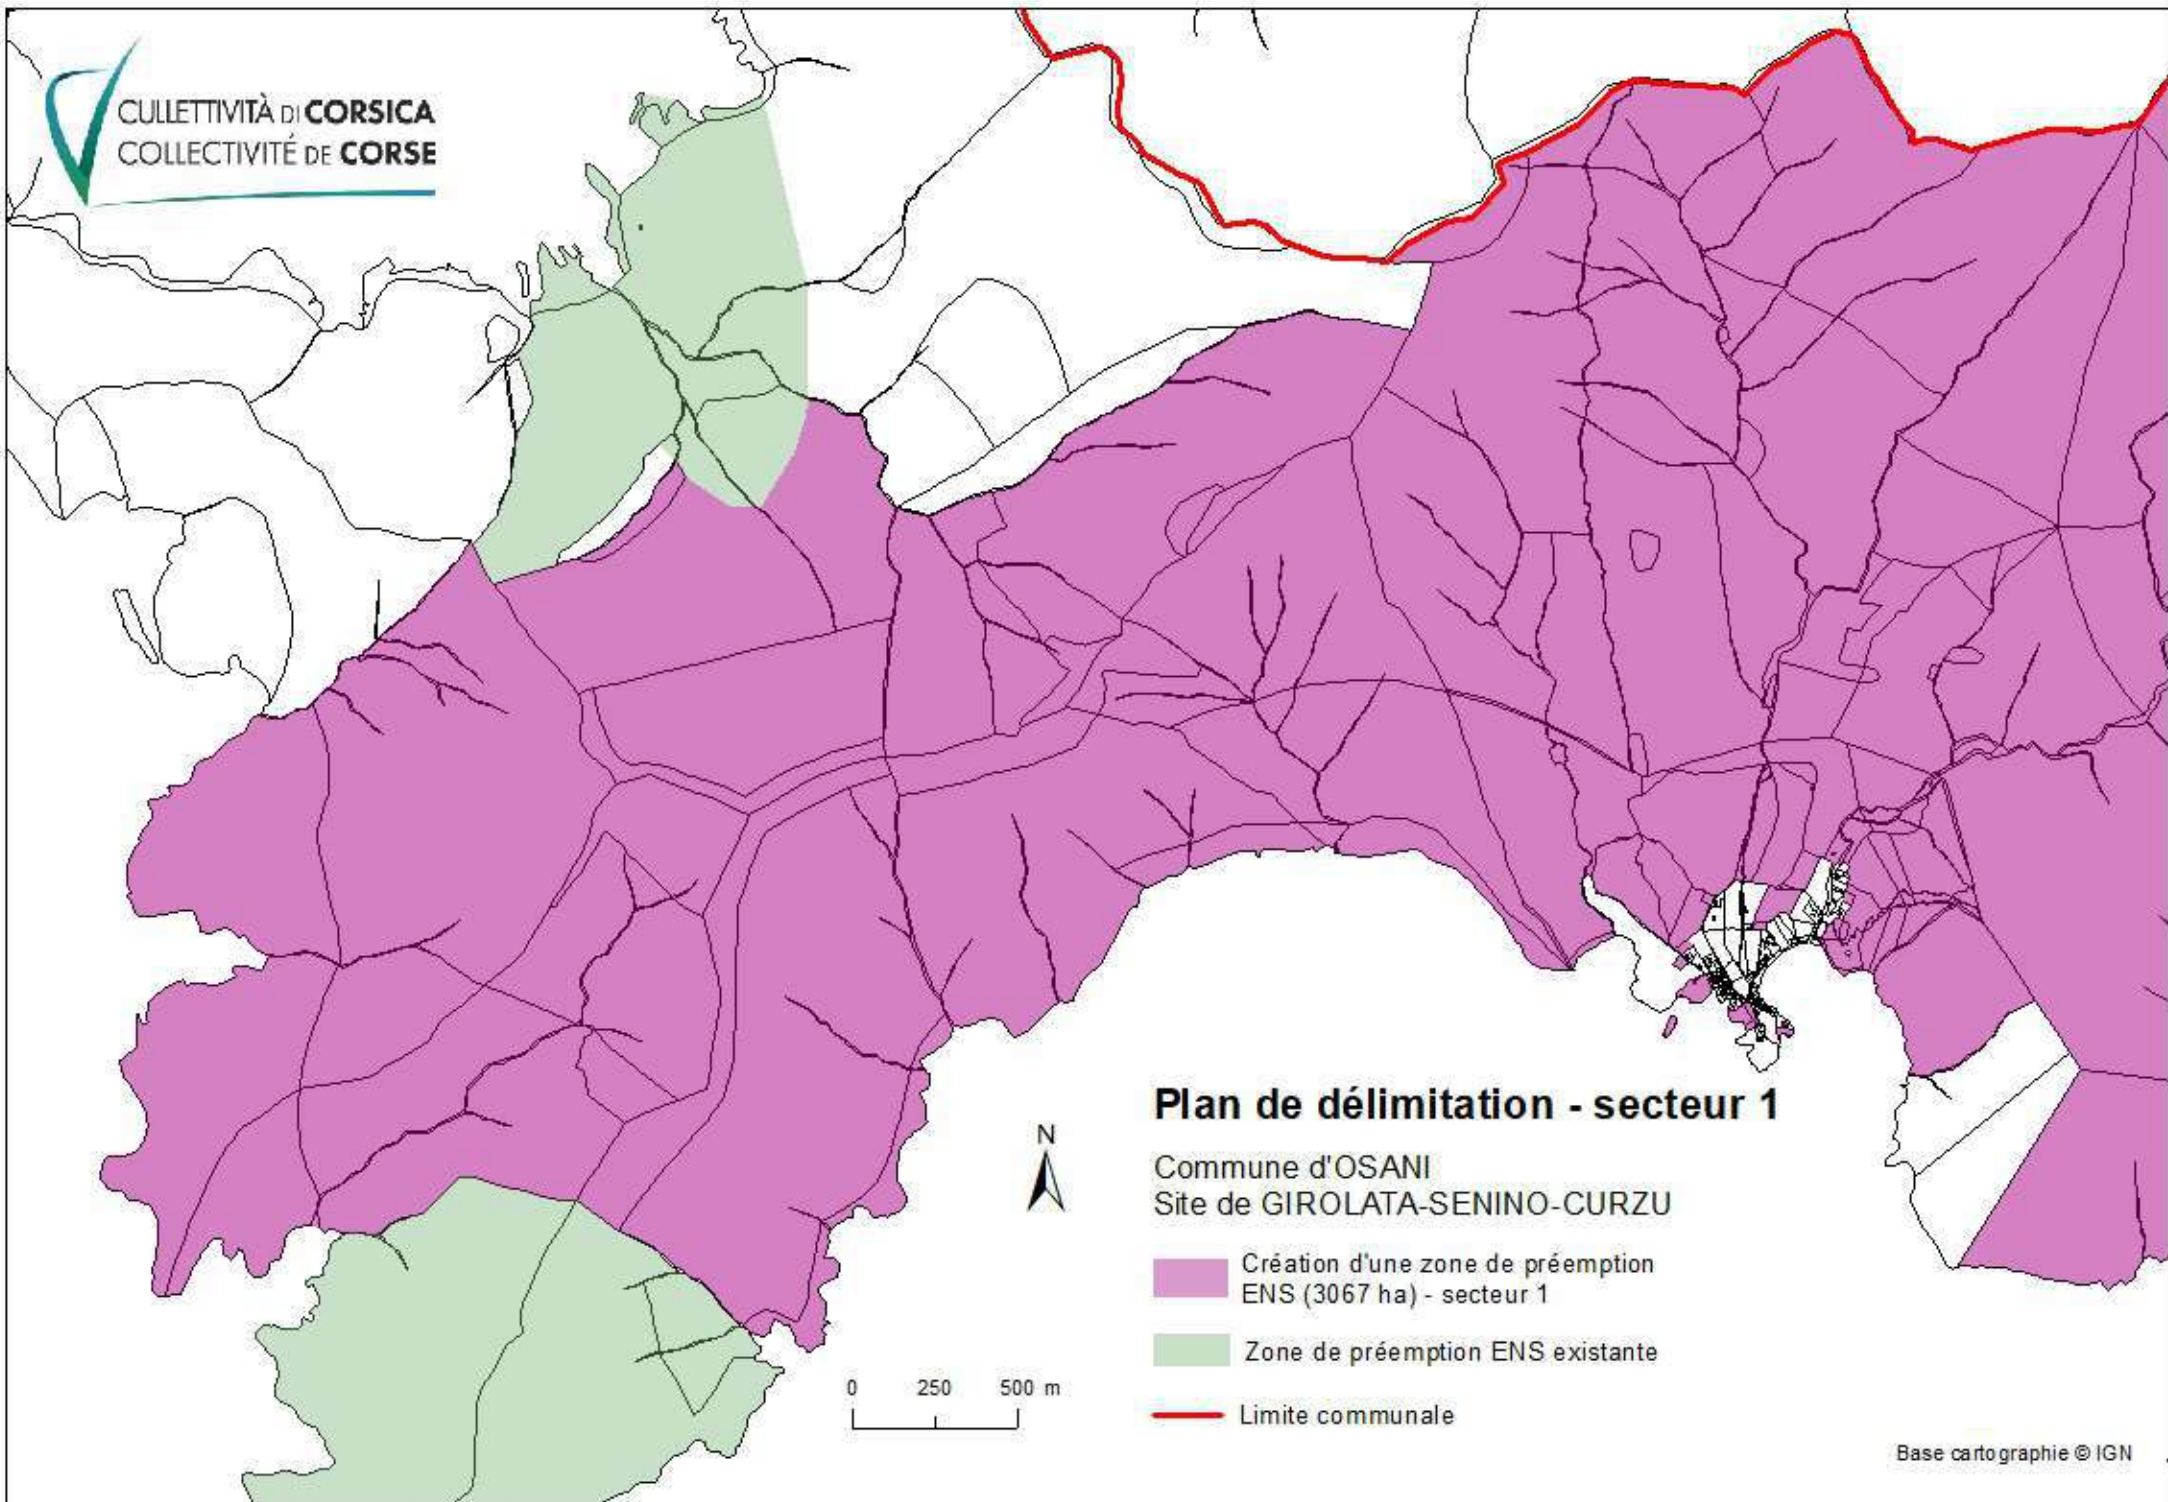 CULLETTIVITÀ DI CORSICA
COLLECTIVITÉ DE CORSE
Plan de délimitation - secteur 1
Commune d'OSANI
Site de GIROLATA-SENINO-CURZU
N
Création d'une zone de préemption
ENS (3067 ha) - secteur 1
Zone de préemption ENS existante
0 250 500 m
Limite communale
Base cartographie © IGN